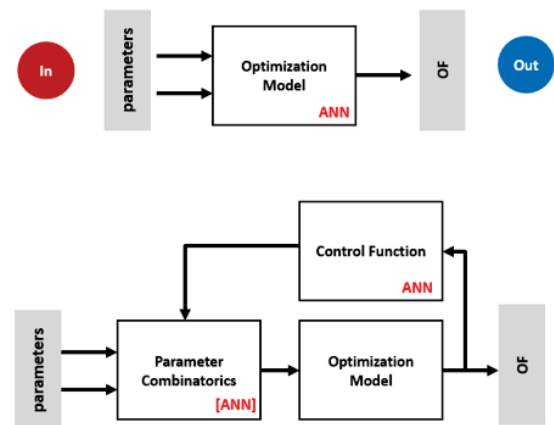 In
parameters
Optimization
Model
ANN
OF
Out
Control Function
ANN
parameters
Parameter
Combinatorics
[ANN]
Optimization
Model
OF